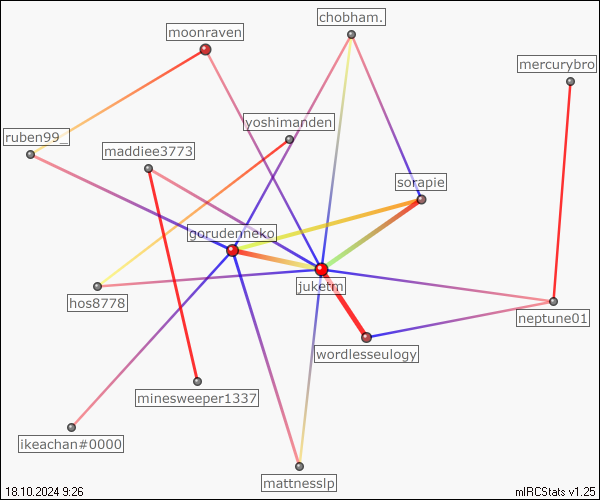 chobham.
moonraven
mercurybro
yoshimanden
ruben99_
maddiee3773
sorapie
gorudenneko
juketm
hos8778
neptune01
wordlesseulogy
minesweeper1337
ikeachan#0000
mattnesslp
18.10.2024 9:26
mIRCStats v1.25